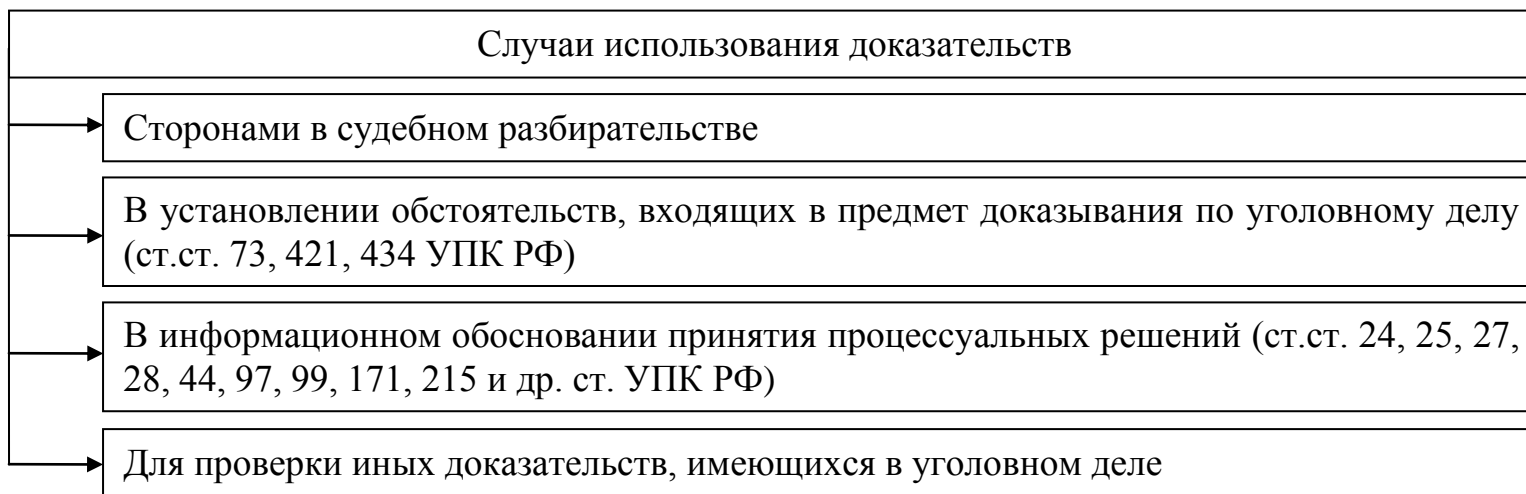 Случаи использования доказательств
Сторонами в судебном разбирательстве
В установлении обстоятельств, входящих в предмет доказывания по уголовному делу
(ст.ст. 73, 421, 434 УПК РФ)
В информационном обосновании принятия процессуальных решений (ст.ст. 24, 25, 27,
28, 44, 97, 99, 171, 215 и др. ст. УПК РФ)
Для проверки иных доказательств, имеющихся в уголовном деле